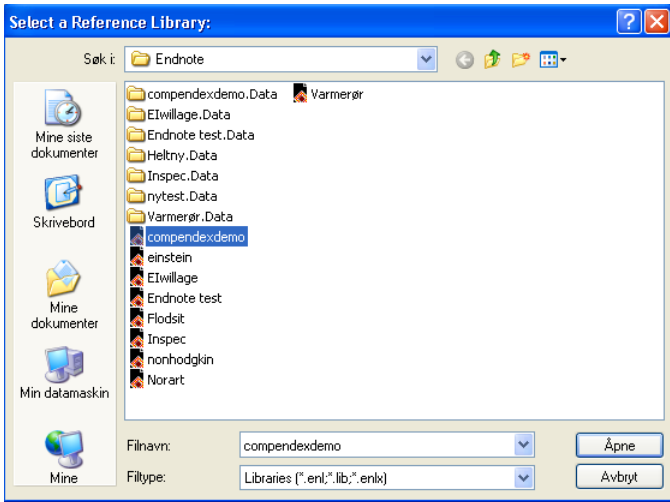 Select a Reference Library:
Søk i:
Endnote
Mine siste
dokumenter
Skrivebord
Mine
dokumenter
Min datamaskin
Mine
compendexdemo.Data
EIwillage.Data
Endnote test.Data
Heltny.Data
Inspec.Data
nytest.Data
Varmerør.Data
compendexdemo
einstein
EIwillage
Endnote test
Flodsit
Inspec
nonhodgkin
Norart
Varmerør
Filnavn:
compendexdemo
Åpne
Filtype:
Libraries (*.enl;*.lib;*.enlx)
Avbryt